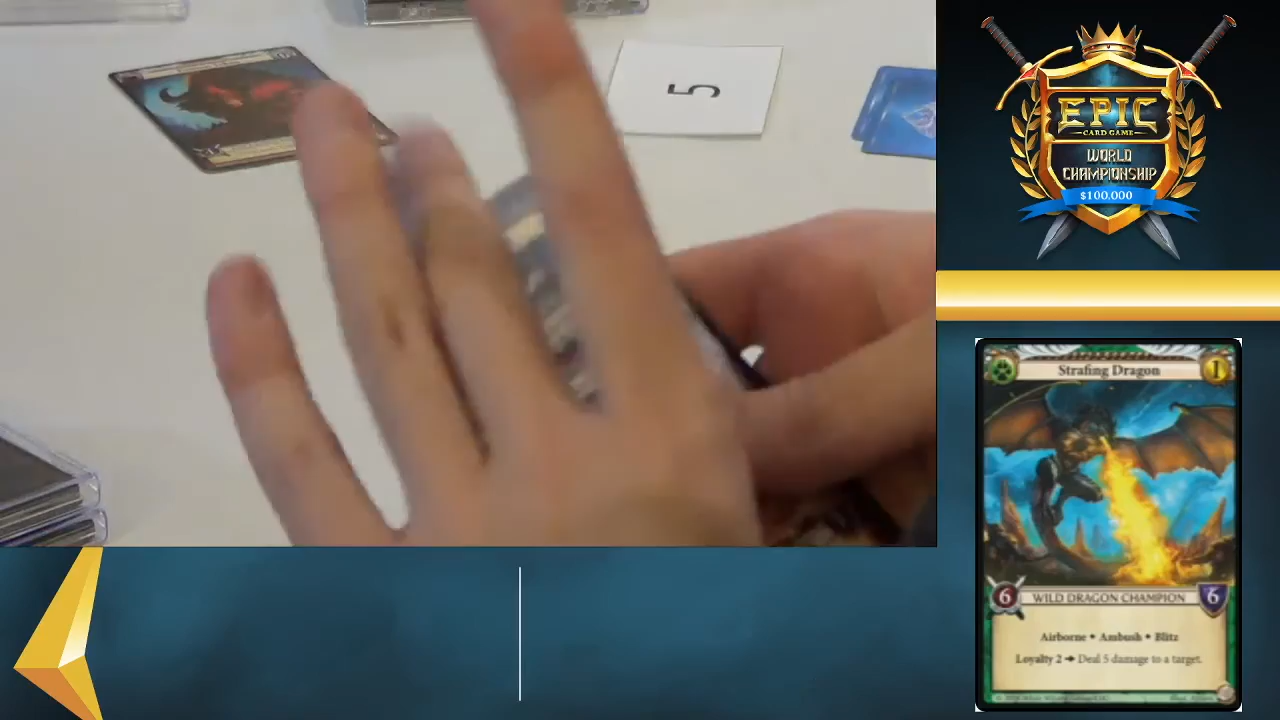 5
EPIC
CARD GAME
WORLD
CHAMPIONSHIP
$100,000
Strafing Dragon
1
6
WILD DRAGON CHAMPION
6
Airborne • Ambush • Blitz
Loyalty 2 → Deal 5 damage to a target.